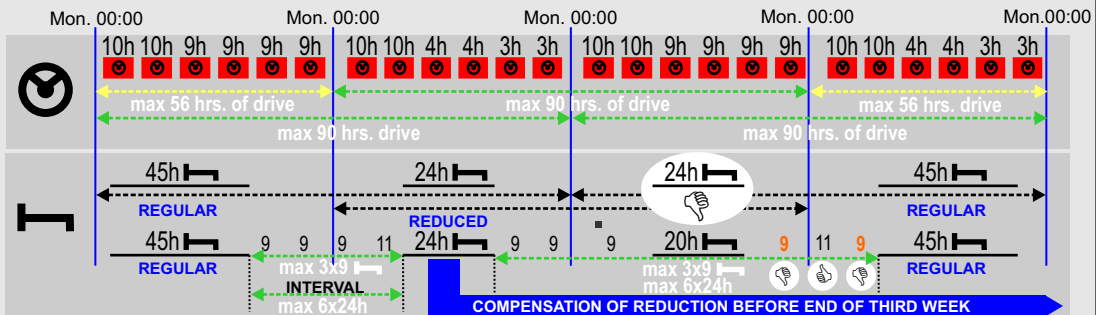 Mon. 00:00 Mon. 00:00 Mon. 00:00 Mon. 00:00 Mon.00:00
10h 10h 9h 9h 9h 9h 10h 10h 4h 4h 3h 3h 10h 10h 9h 9h 9h 9h 10h 10h 4h 4h 3h 3h
max 56 hrs. of drive max 90 hrs. of drive max 56 hrs. of drive
max 90 hrs. drive max 90 hrs. of drive
45h 24h 24h 45h
REGULAR REDUCED REGULAR
45h 9 9 9 11 24h 9 9 9 20h 9 11 9 45h
REGULAR max 3x9 max 3x9 REGULAR
INTERVAL
max 6x24h max 6x24h
COMPENSATION OF REDUCTION BEFORE END OF THIRD WEEK